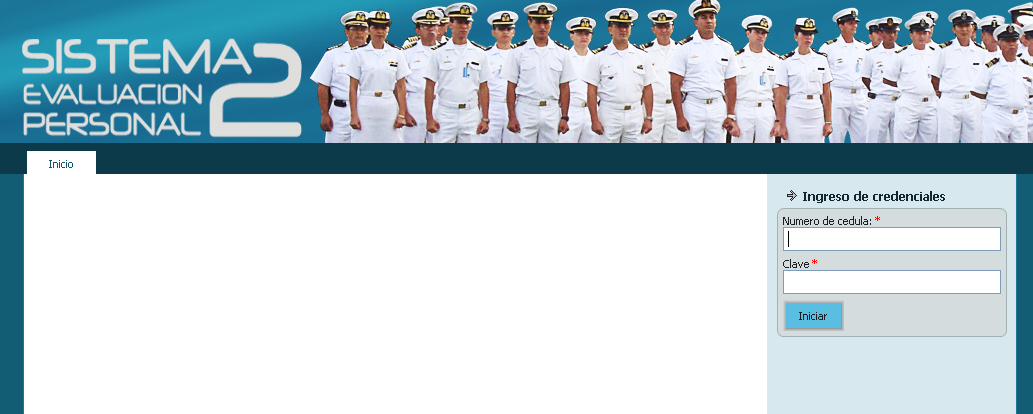 SISTEMA 2
EVALUACION
PERSONAL
Inicio
Ingreso de credenciales
Numero de cedula: *
Clave *
Iniciar